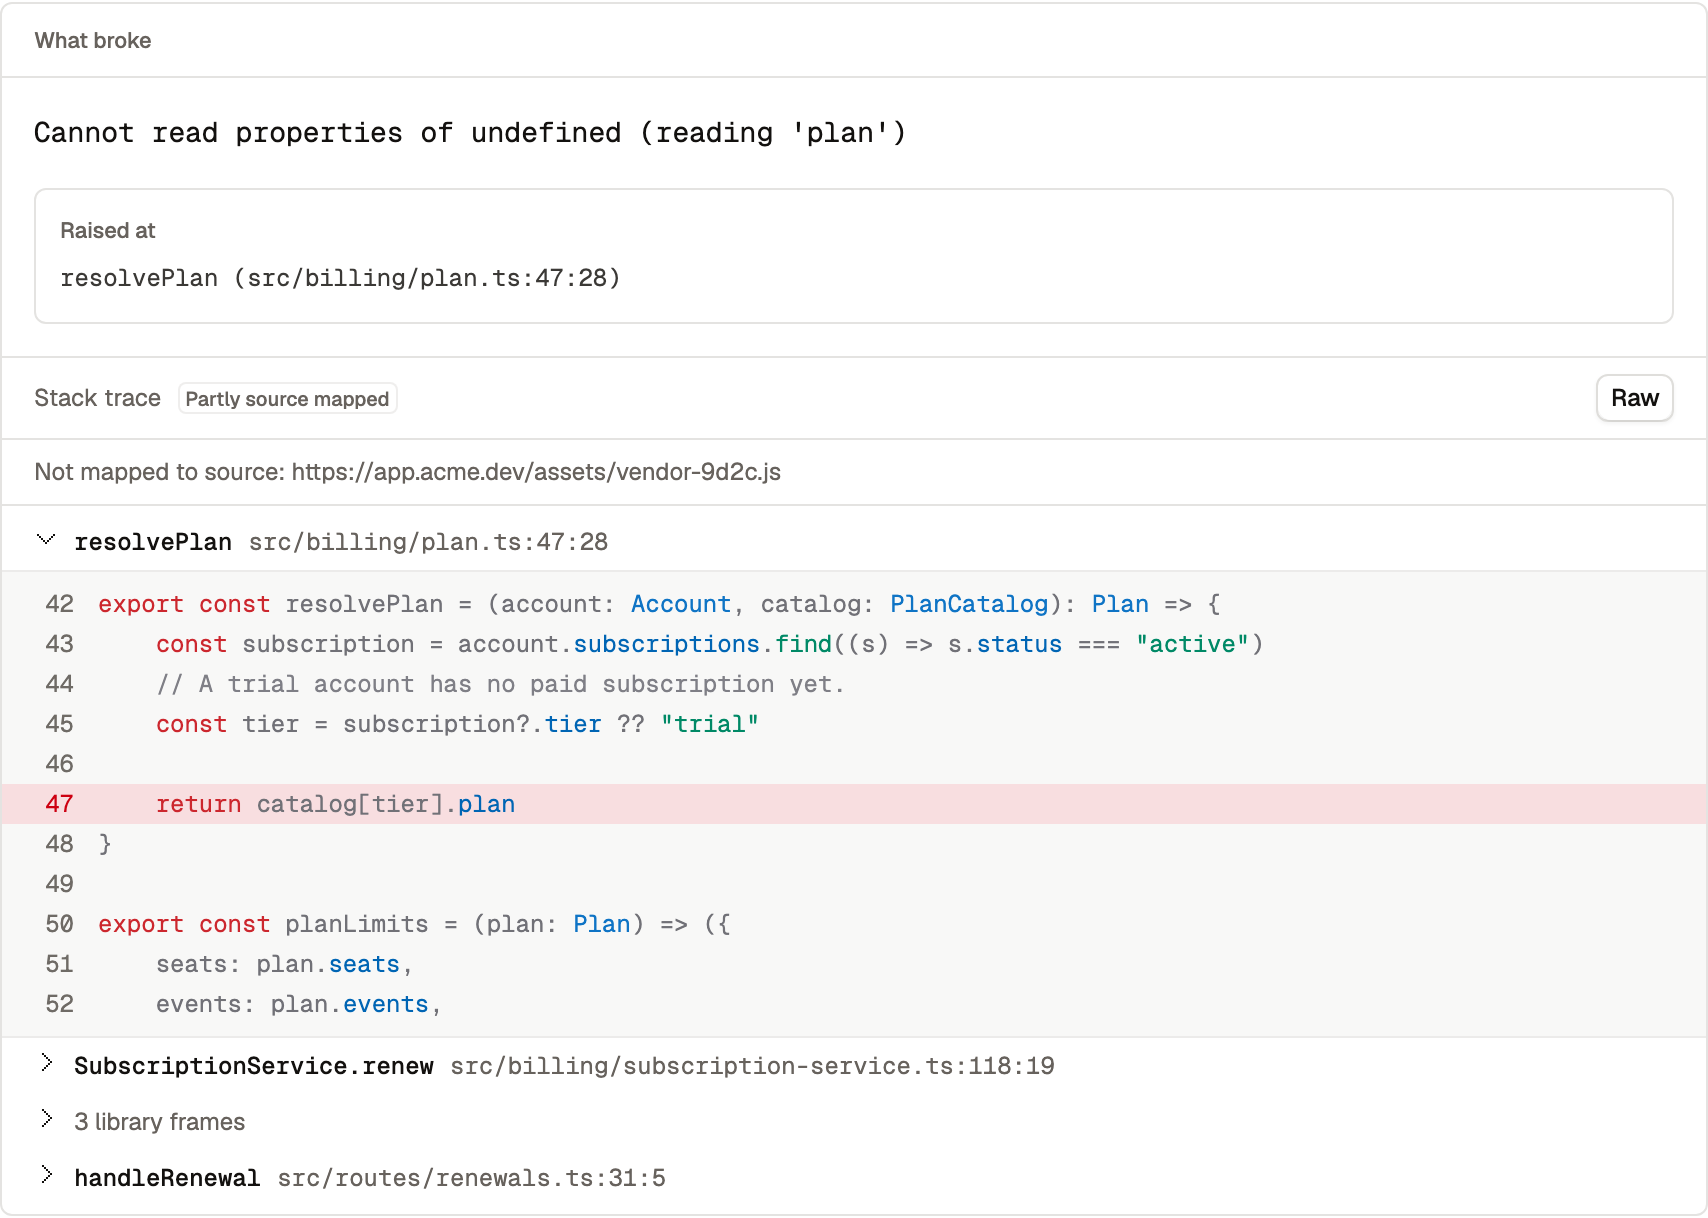 What broke
Cannot read properties of undefined (reading 'plan')
Raised at
resolvePlan (src/billing/plan.ts:47:28)
Stack trace Partly source mapped Raw
Not mapped to source: https://app.acme.dev/assets/vendor-9d2c.js
resolvePlan src/billing/plan.ts:47:28
42 export const resolvePlan = (account: Account, catalog: PlanCatalog): Plan => {
43     const subscription = account.subscriptions.find((s) => s.status === "active")
44     // A trial account has no paid subscription yet.
45     const tier = subscription?.tier ?? "trial"
46
47     return catalog[tier].plan
48 }
49
50 export const planLimits = (plan: Plan) => ({
51     seats: plan.seats,
52     events: plan.events,
SubscriptionService.renew src/billing/subscription-service.ts:118:19
3 library frames
handleRenewal src/routes/renewals.ts:31:5